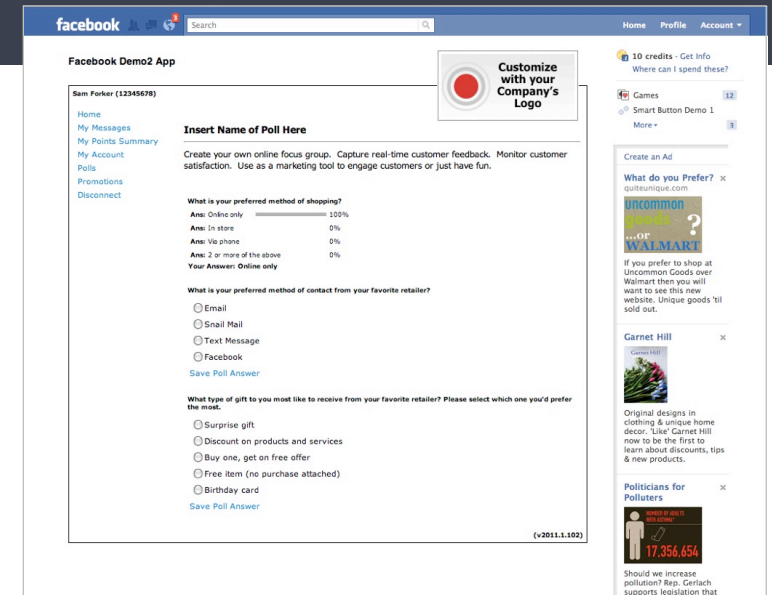 facebook
3
Search
Home Profile Account
Facebook Demo2 App
Customize
with your
Company's
Logo
Sam Forker (12345678)
Home
My Messages
My Points Summary
My Account
Polls
Promotions
Disconnect
Insert Name of Poll Here
Create your own online focus group. Capture real-time customer feedback. Monitor customer
satisfaction. Use as a marketing tool to engage customers or just have fun.
What is your preferred method of shopping?
Ans: Online only 100%
Ans: In store 0%
Ans: Via phone 0%
Ans: 2 or more of the above 0%
Your Answer: Online only
What is your preferred method of contact from your favorite retailer?
Email
Snail Mail
Text Message
Facebook
Save Poll Answer
What type of gift to you most like to receive from your favorite retailer? Please select which one you'd prefer
the most.
Surprise gift
Discount on products and services
Buy one, get on free offer
Free item (no purchase attached)
Birthday card
Save Poll Answer
(v2011.1.102)
10 credits - Get Info
Where can I spend these?
Games 12
Smart Button Demo 1
More 3
Create an Ad
What do you Prefer?
quiteunique.com
uncommon
goods
...or
WALMART
?
If you prefer to shop at
Uncommon Goods over
Walmart then you will
want to see this new
website. Unique goods 'til
sold out.
Garnet Hill
Garnet Hill
Original designs in
clothing & unique home
decor. 'Like' Garnet Hill
now to be the first to
learn about discounts, tips
& new products.
Politicians for
Polluters
NUMBER OF ADULTS
WITH ASTHMA*
17,356,654
Should we increase
pollution? Rep. Gerlach
supports legislation that